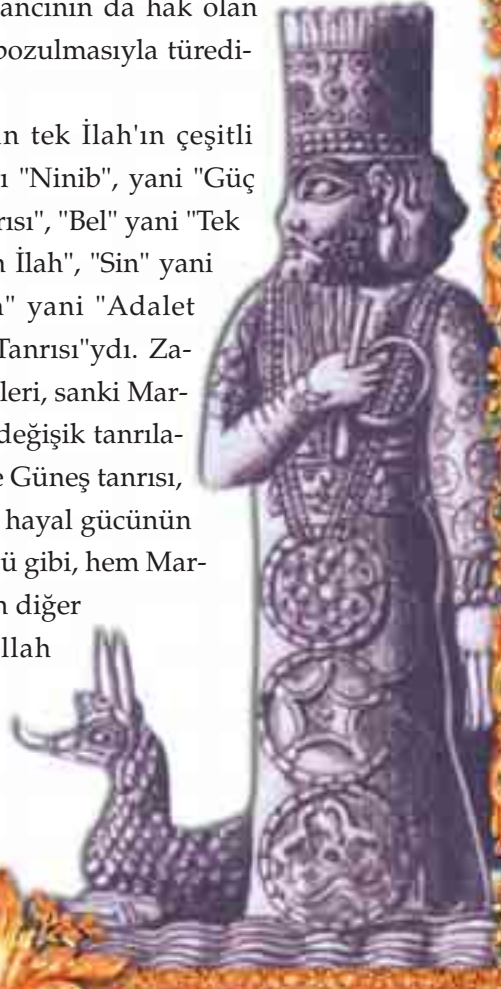 ancının da hak olan
bozulmasıyla türedi-
n tek İlah'ın çeşitli
ı "Ninib", yani "Güç
rısı", "Bel" yani "Tek
n İlah", "Sin" yani
" yani "Adalet
Tanrısı"ydı. Za-
leri, sanki Mar-
değişik tanrıla-
e Güneş tanrısı,
hayal gücünün
ü gibi, hem Mar-
n diğer
llah